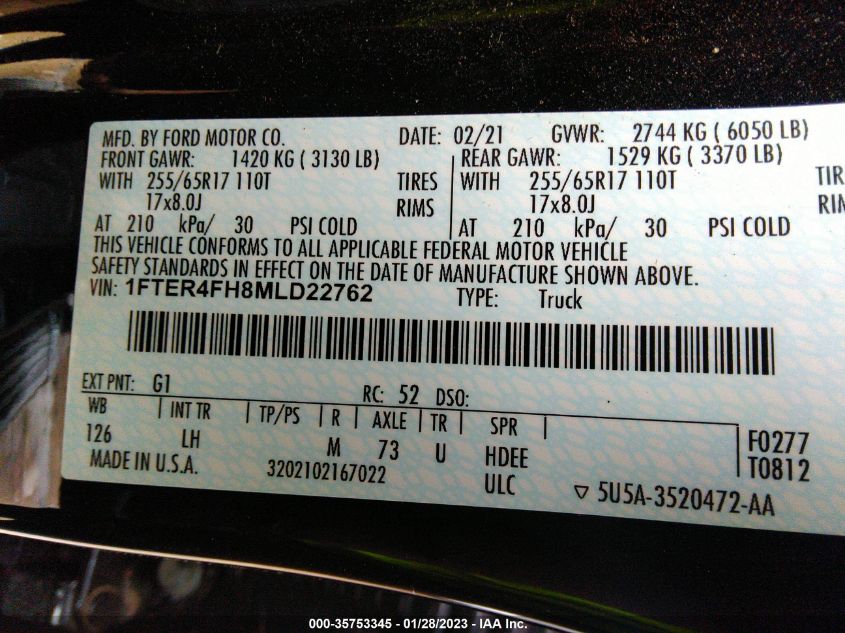 MFD. BY FORD MOTOR CO. DATE: 02/21 GVWR: 2744 KG ( 6050 LB)
FRONT GAWR: 1420 KG ( 3130 LB) REAR GAWR: 1529 KG ( 3370 LB)
WITH 255/65R17 110T TIRES WITH 255/65R17 110T TIR
17x8.0J RIMS 17x8.0J RIM
AT 210 kPa/ 30 PSI COLD AT 210 kPa/ 30 PSI COLD
THIS VEHICLE CONFORMS TO ALL APPLICABLE FEDERAL MOTOR VEHICLE
SAFETY STANDARDS IN EFFECT ON THE DATE OF MANUFACTURE SHOWN ABOVE.
VIN: 1FTER4FH8MLD22762 TYPE: Truck
EXT PNT: G1 RC: 52 DSO:
WB INT TR TP/PS R AXLE TR SPR
126 LH M 73 U HDEE F0277
MADE IN U.S.A. 3202102167022 ULC T0812
5U5A-3520472-AA
000-35753345 - 01/28/2023 - IAA Inc.